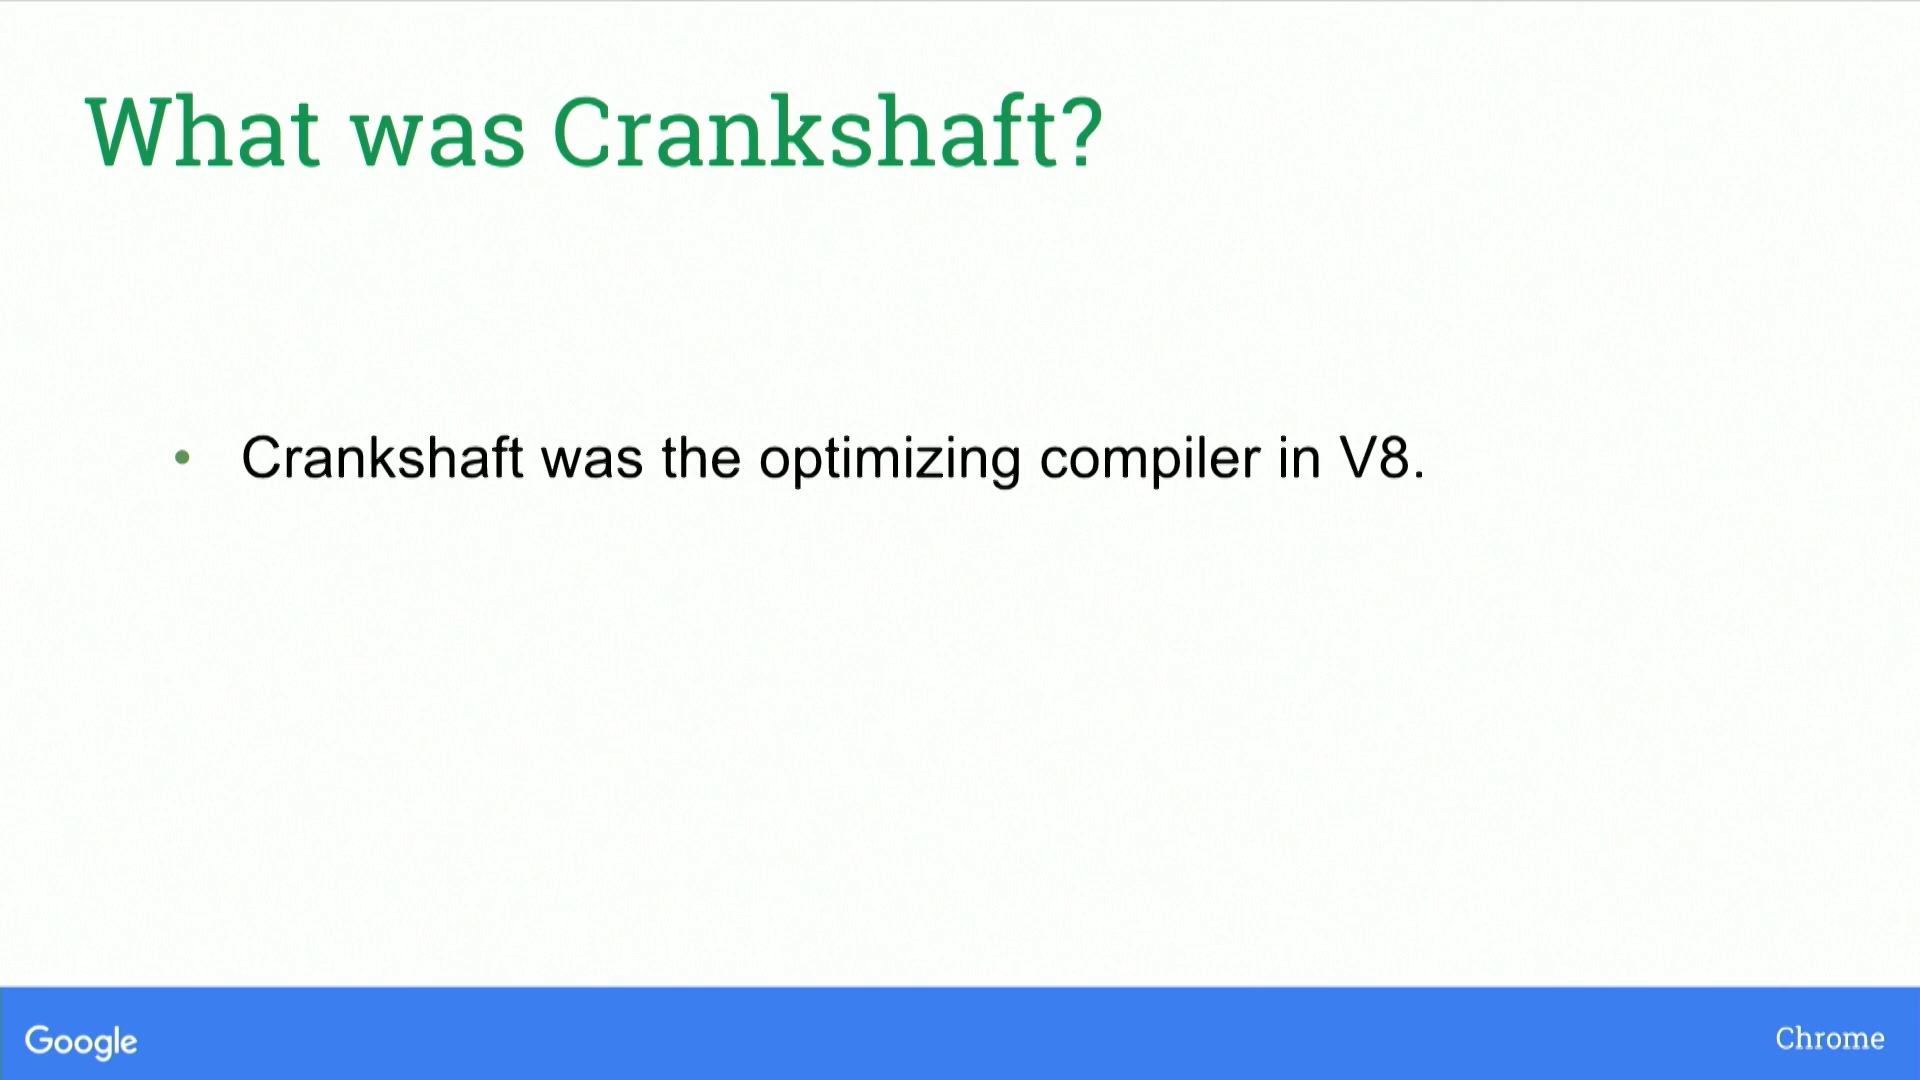 What was Crankshaft?
• Crankshaft was the optimizing compiler in V8.
Google
Chrome